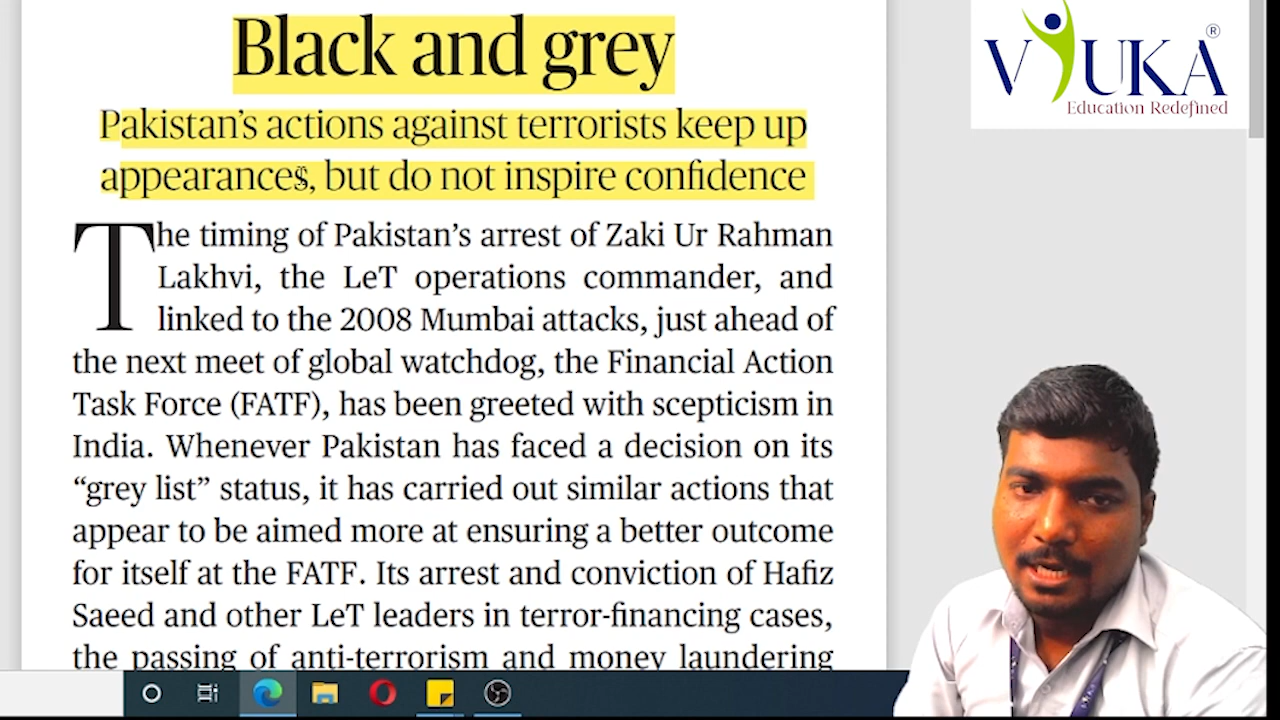 Black and grey
Pakistan's actions against terrorists keep up
appearances, but do not inspire confidence
The timing of Pakistan's arrest of Zaki Ur Rahman
Lakhvi, the LeT operations commander, and
linked to the 2008 Mumbai attacks, just ahead of
the next meet of global watchdog, the Financial Action
Task Force (FATF), has been greeted with scepticism in
India. Whenever Pakistan has faced a decision on its
“grey list” status, it has carried out similar actions that
appear to be aimed more at ensuring a better outcome
for itself at the FATF. Its arrest and conviction of Hafiz
Saeed and other LeT leaders in terror-financing cases,
the passing of anti-terrorism and money laundering
VYUKA®
Education Redefined